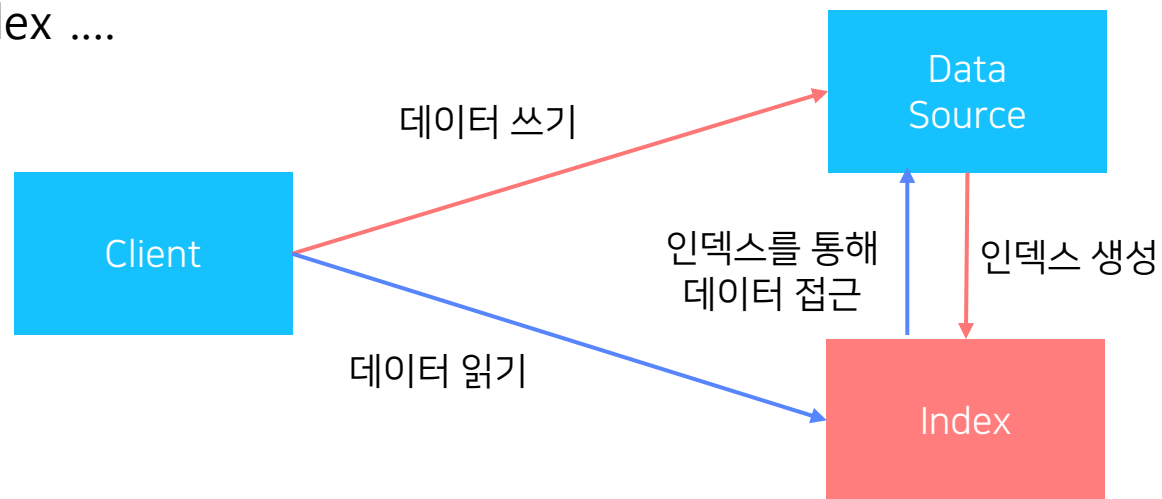 dex ....
데이터 쓰기
Data
Source
Client
인덱스를 통해
데이터 접근
인덱스 생성
데이터 읽기
Index